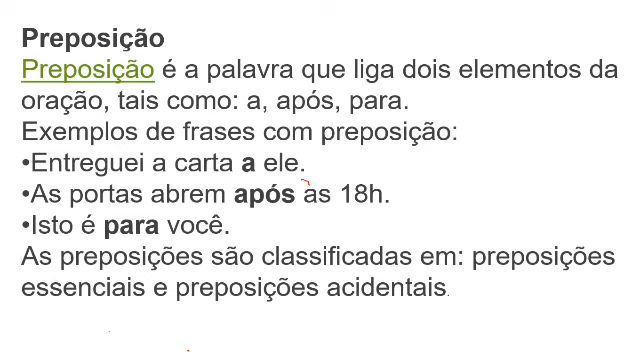 Preposição
Preposição é a palavra que liga dois elementos da
oração, tais como: a, após, para.
Exemplos de frases com preposição:
•Entreguei a carta a ele.
•As portas abrem após as 18h.
•Isto é para você.
As preposições são classificadas em: preposições
essenciais e preposições acidentais.